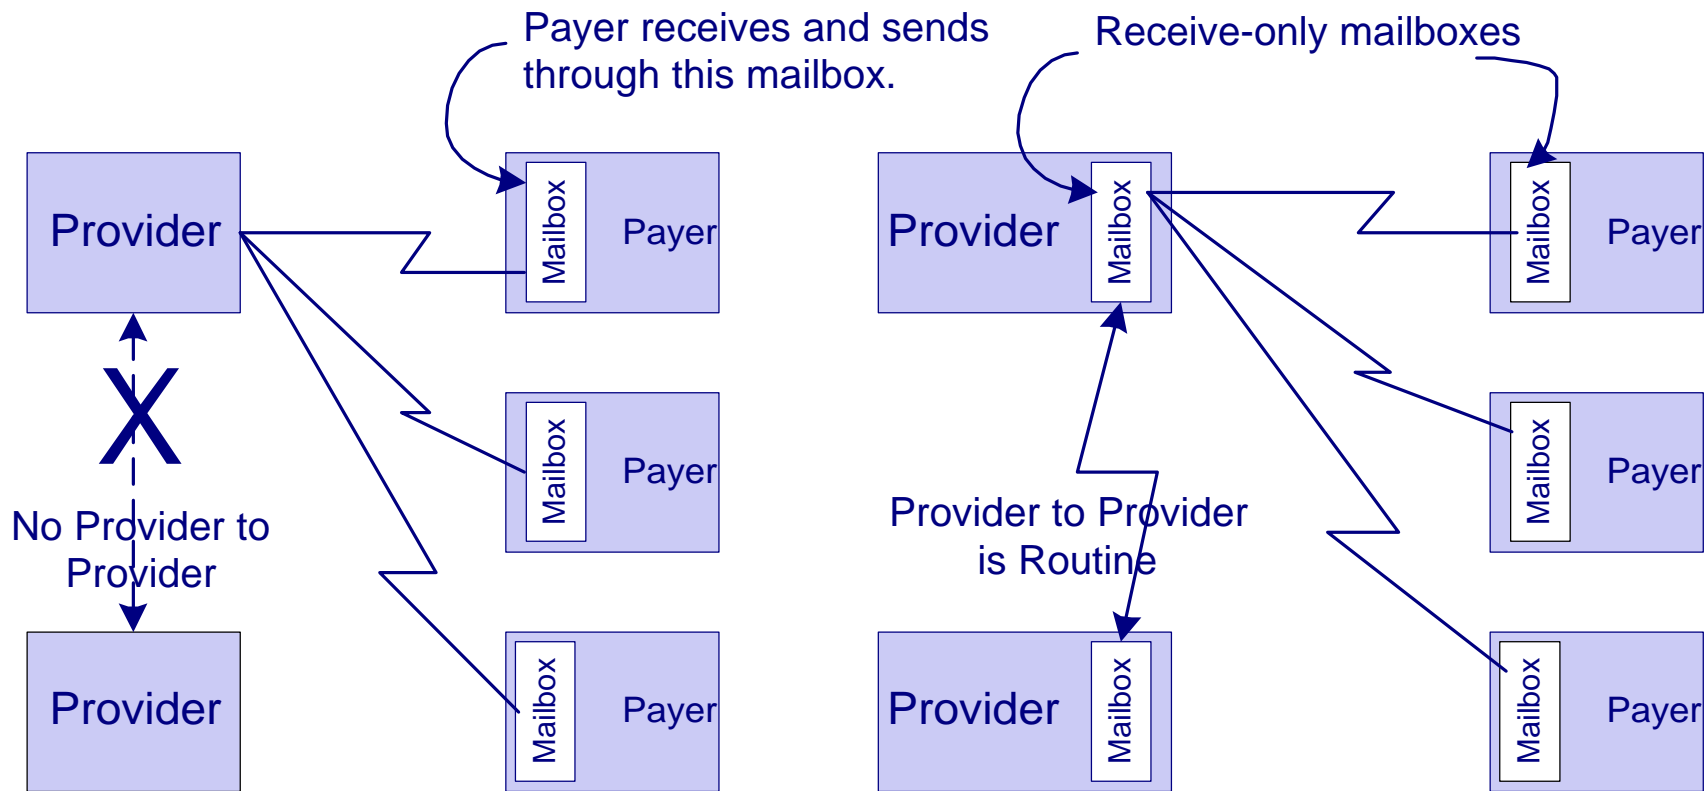 Payer receives and sends
through this mailbox.
Receive-only mailboxes
Provider
Mailbox
Payer
Provider
Mailbox
Mailbox
Payer
X
Mailbox
Payer
Mailbox
Payer
No Provider to
Provider
Provider to Provider
is Routine
Provider
Mailbox
Payer
Provider
Mailbox
Mailbox
Payer